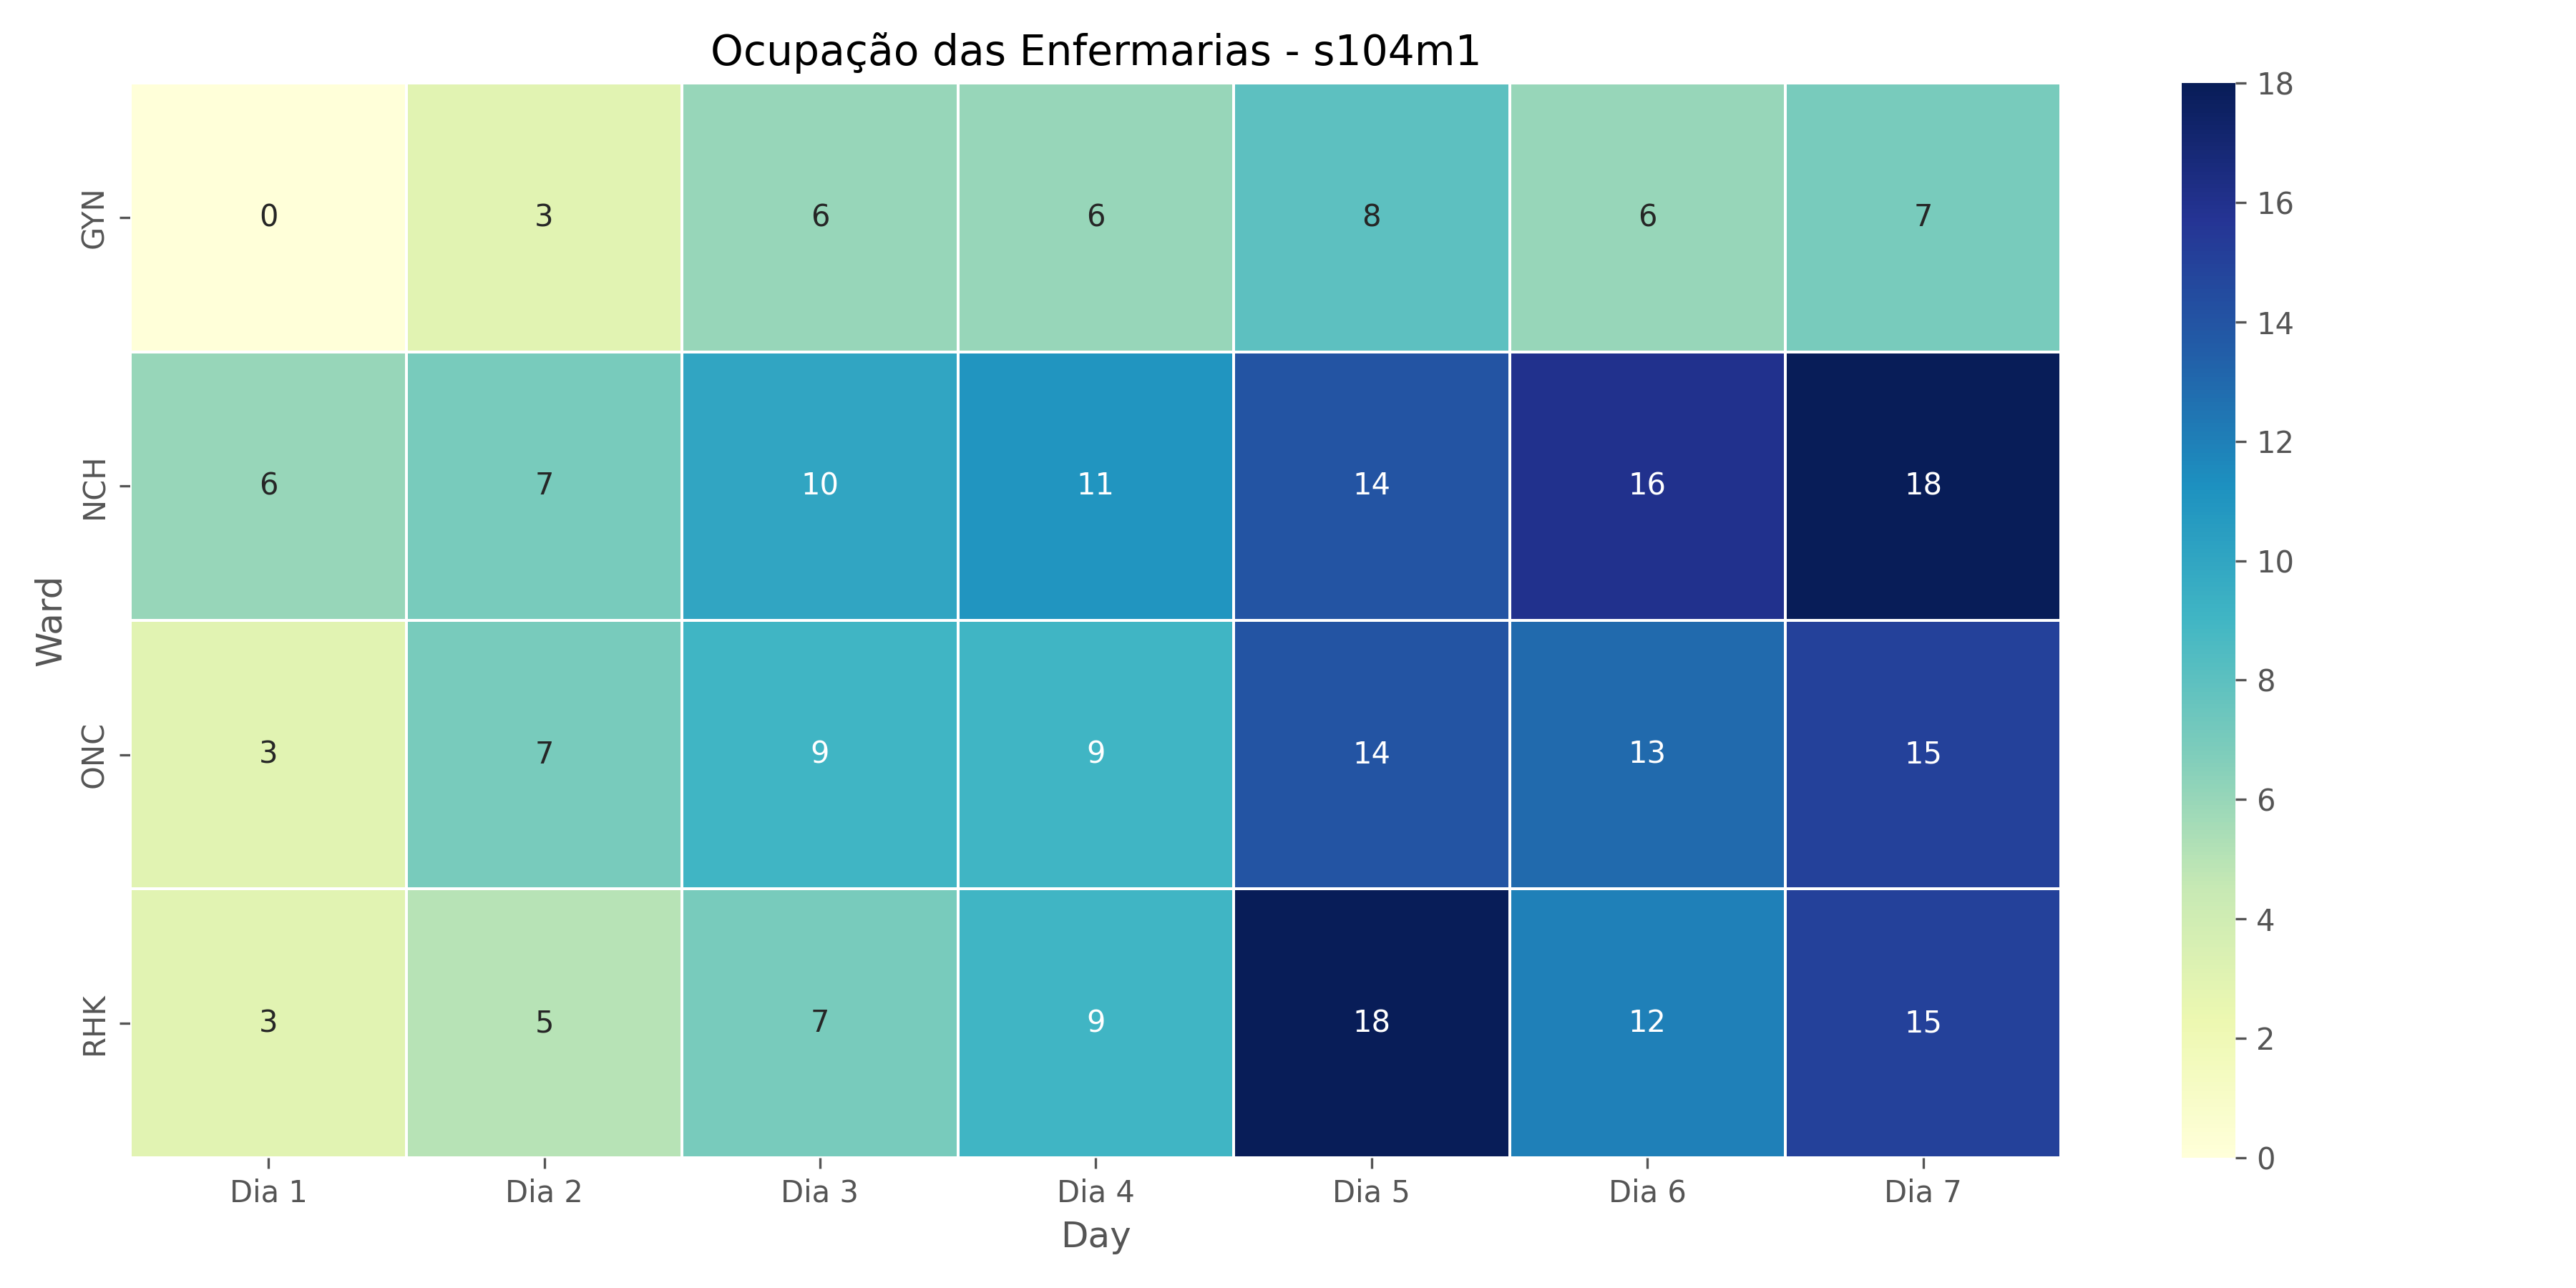 Ocupação das Enfermarias - s104m1
Ward
GYN 0 3 6 6 8 6 7
NCH 6 7 10 11 14 16 18
ONC 3 7 9 9 14 13 15
RHK 3 5 7 9 18 12 15
Dia 1 Dia 2 Dia 3 Dia 4 Dia 5 Dia 6 Dia 7
Day
18
16
14
12
10
8
6
4
2
0